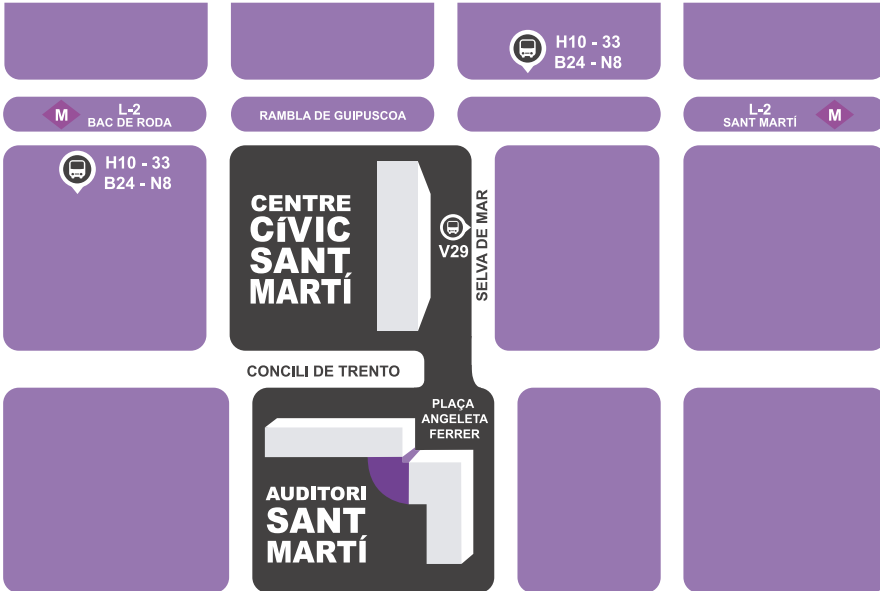 H10 - 33
B24 - N8
M
L-2
BAC DE RODA
RAMBLA DE GUIPUSCOA
L-2
SANT MARTÍ
M
H10 - 33
B24 - N8
CENTRE
CÍVIC
SANT
MARTÍ
V29
SELVA DE MAR
CONCILI DE TRENTO
PLAÇA
ANGELETA
FERRER
AUDITORI
SANT
MARTÍ